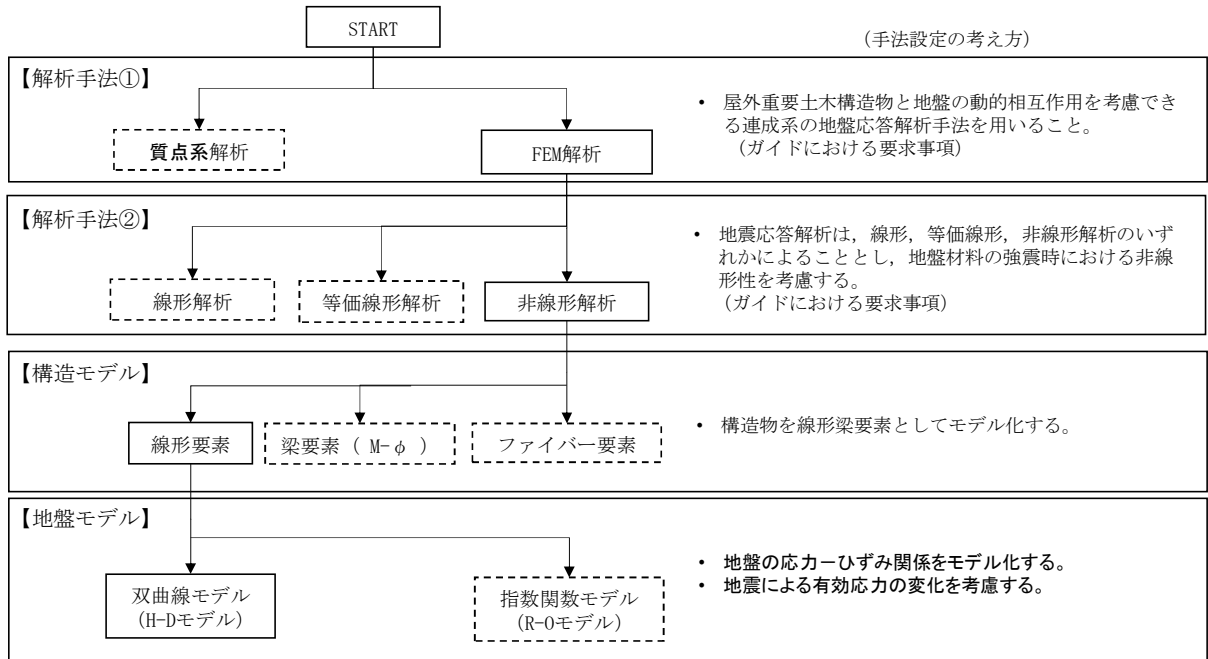 START
(手法設定の考え方)
【解析手法①】
質点系解析
FEM解析
• 屋外重要土木構造物と地盤の動的相互作用を考慮でき
る連成系の地盤応答解析手法を用いること。
(ガイドにおける要求事項)
【解析手法②】
線形解析
等価線形解析
非線形解析
• 地震応答解析は，線形，等価線形，非線形解析のいず
れかによることとし，地盤材料の強震時における非線
形性を考慮する。
(ガイドにおける要求事項)
【構造モデル】
線形要素
梁要素（ M-φ ）
ファイバー要素
• 構造物を線形梁要素としてモデル化する。
【地盤モデル】
双曲線モデル
(H-Dモデル)
指数関数モデル
(R-Oモデル)
• 地盤の応力－ひずみ関係をモデル化する。
• 地震による有効応力の変化を考慮する。